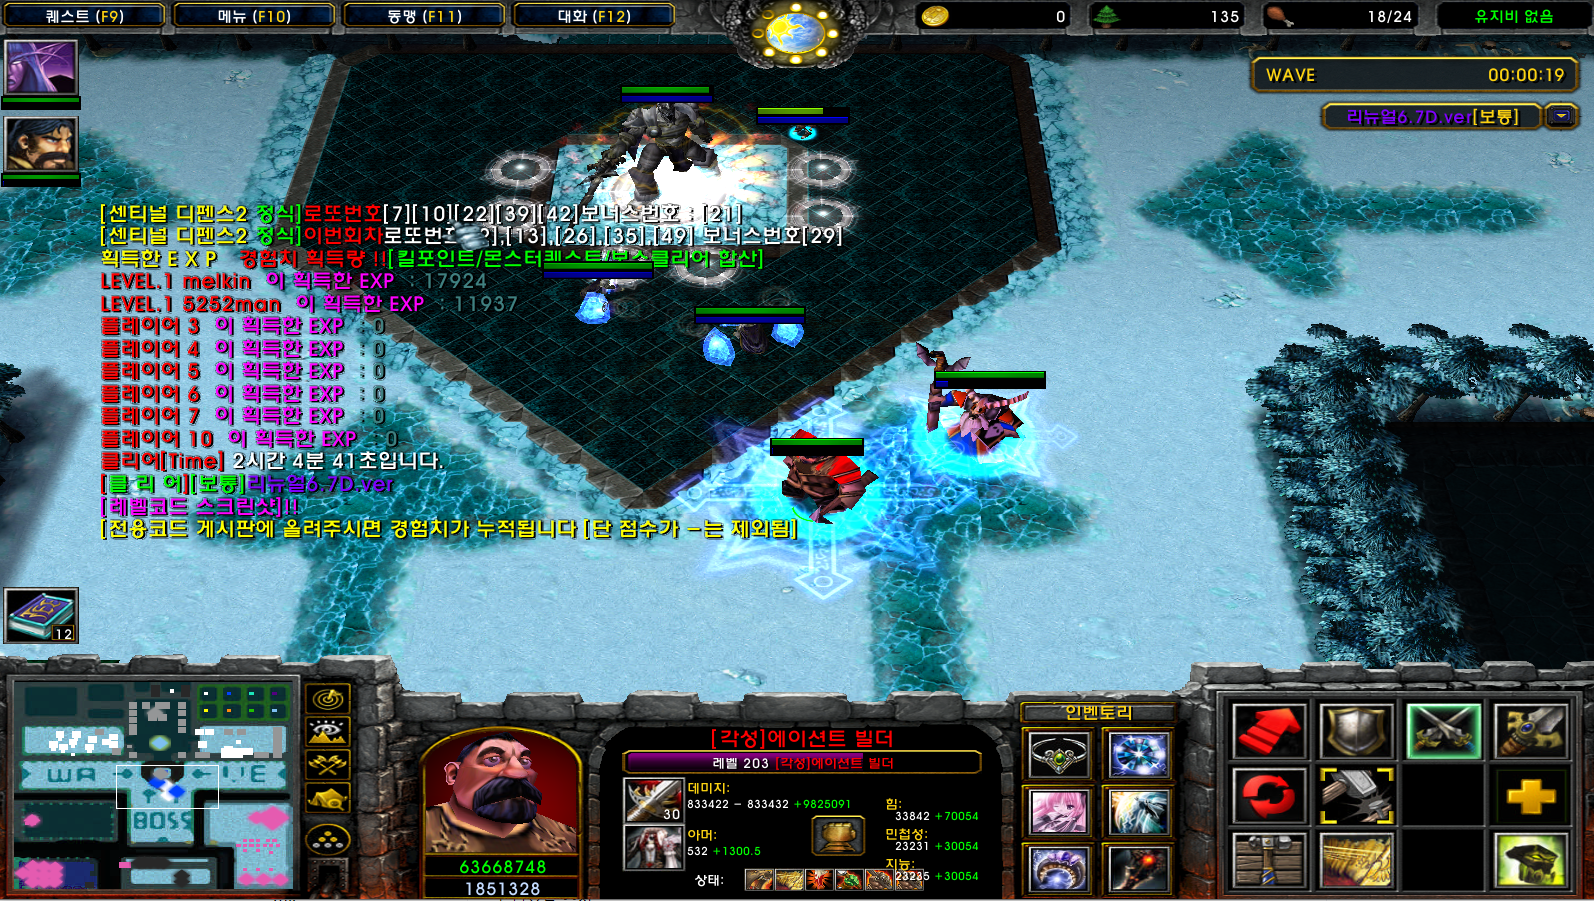 퀘스트 (F9) 메뉴 (F10) 동맹 (F11) 대화 (F12) 0 135 18/24 유지비 없음
WAVE 00:00:19
리뉴얼6.7D.ver[보통]
[센티널 디펜스2 정식]로또번호[7][10][22][39][42]보너스번호 : [21]
[센티널 디펜스2 정식]이번회차로또번호 ],[13],[26],[35],[49] 보너스번호[29]
획득한 E X P 경험치 획득량 !![킬포인트/몬스터퀘스트/보스클리어 합산]
LEVEL.1 melkin 이 획득한 EXP : 17924
LEVEL.1 5252man 이 획득한 EXP : 11937
플레이어 3 이 획득한 EXP : 0
플레이어 4 이 획득한 EXP : 0
플레이어 5 이 획득한 EXP : 0
플레이어 6 이 획득한 EXP : 0
플레이어 7 이 획득한 EXP : 0
플레이어 10 이 획득한 EXP : 0
클리어[Time] 2시간 4분 41초입니다.
[클 리 어][보통]리뉴얼6.7D.ver
[레벨코드 스크린샷]!!
[전용코드 게시판에 올려주시면 경험치가 누적됩니다 [단 점수가 -는 제외됨]
12
WA VE
BOSS
63668748
1851328
[각성]에이션트 빌더
레벨 203 [각성]에이션트 빌더
데미지:
833422 - 833432 +9825091
30
아머:
532 +1300.5
힘:
33842 +70054
민첩성:
23231 +30054
지능:
23235 +30054
상태:
인벤토리